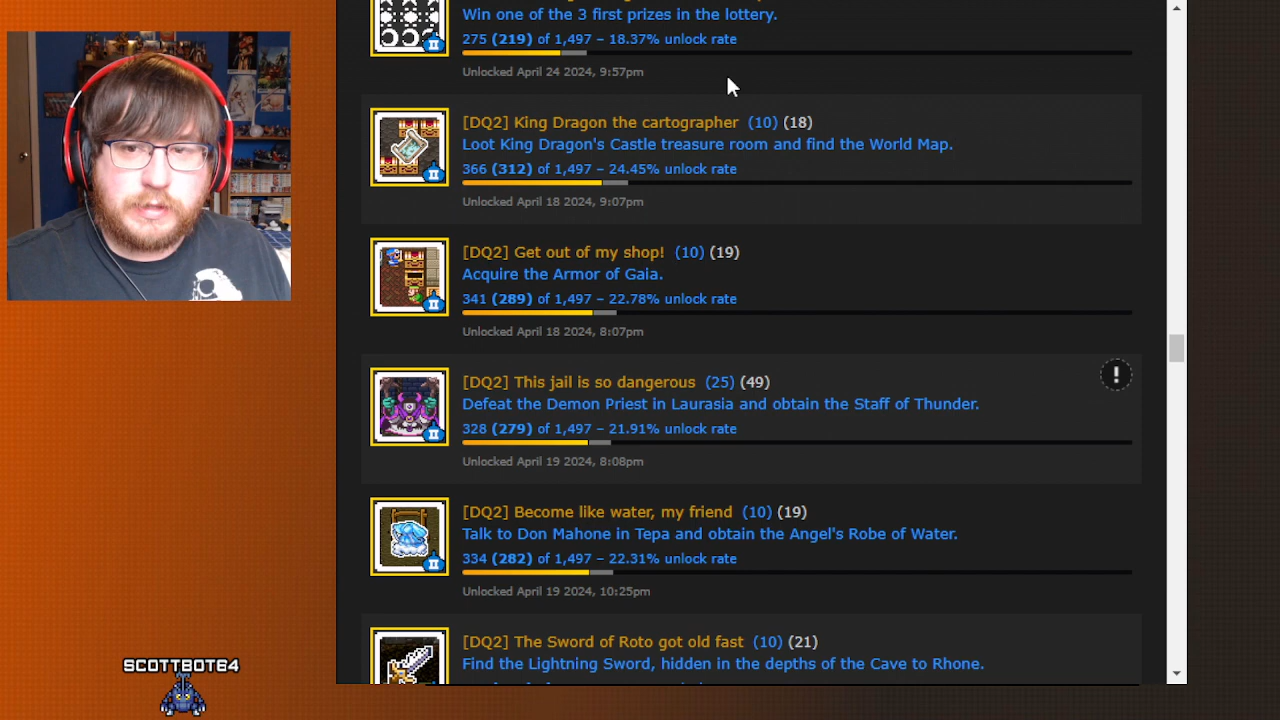 Win one of the 3 first prizes in the lottery.
275 (219) of 1,497 – 18.37% unlock rate
Unlocked April 24 2024, 9:57pm
[DQ2] King Dragon the cartographer (10) (18)
Loot King Dragon's Castle treasure room and find the World Map.
366 (312) of 1,497 – 24.45% unlock rate
Unlocked April 18 2024, 9:07pm
[DQ2] Get out of my shop! (10) (19)
Acquire the Armor of Gaia.
341 (289) of 1,497 – 22.78% unlock rate
Unlocked April 18 2024, 8:07pm
[DQ2] This jail is so dangerous (25) (49)
Defeat the Demon Priest in Laurasia and obtain the Staff of Thunder.
328 (279) of 1,497 – 21.91% unlock rate
Unlocked April 19 2024, 8:08pm
[DQ2] Become like water, my friend (10) (19)
Talk to Don Mahone in Tepa and obtain the Angel's Robe of Water.
334 (282) of 1,497 – 22.31% unlock rate
Unlocked April 19 2024, 10:25pm
[DQ2] The Sword of Roto got old fast (10) (21)
Find the Lightning Sword, hidden in the depths of the Cave to Rhone.
SCOTTBOT64